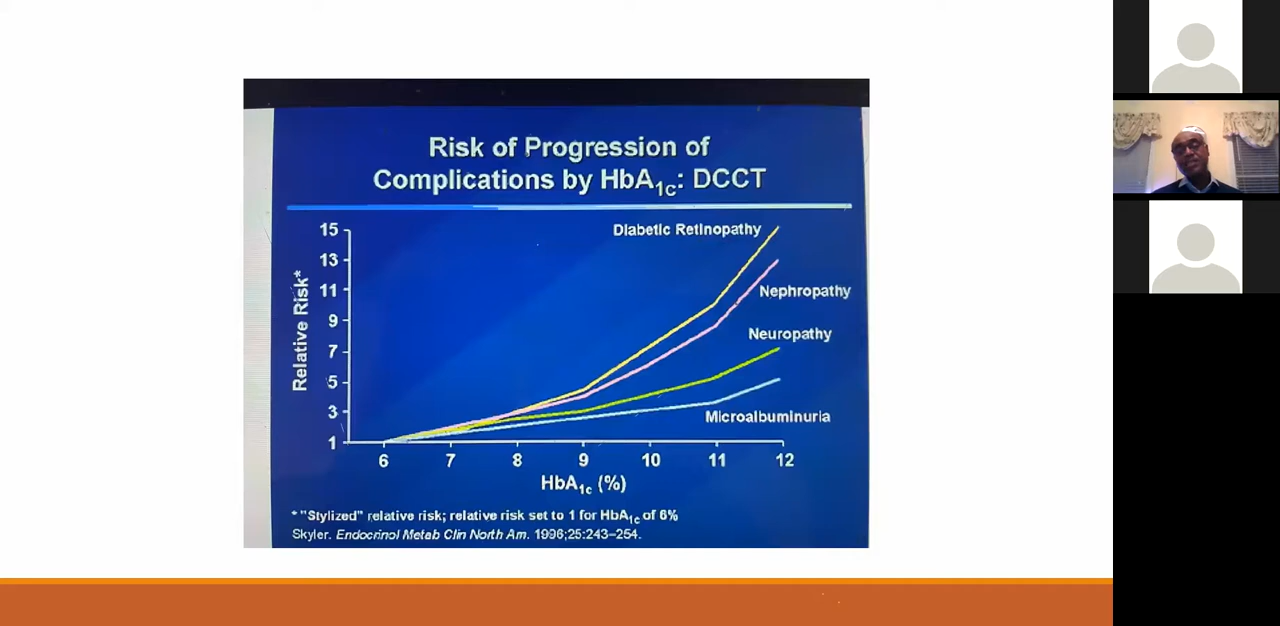 Risk of Progression of
Complications by HbA1c: DCCT
Relative Risk*
15
13
11
9
7
5
3
1
Diabetic Retinopathy
Nephropathy
Neuropathy
Microalbuminuria
6 7 8 9 10 11 12
HbA1c (%)
* "Stylized" relative risk; relative risk set to 1 for HbA1c of 6%
Skyler. Endocrinol Metab Clin North Am. 1996;25:243–254.